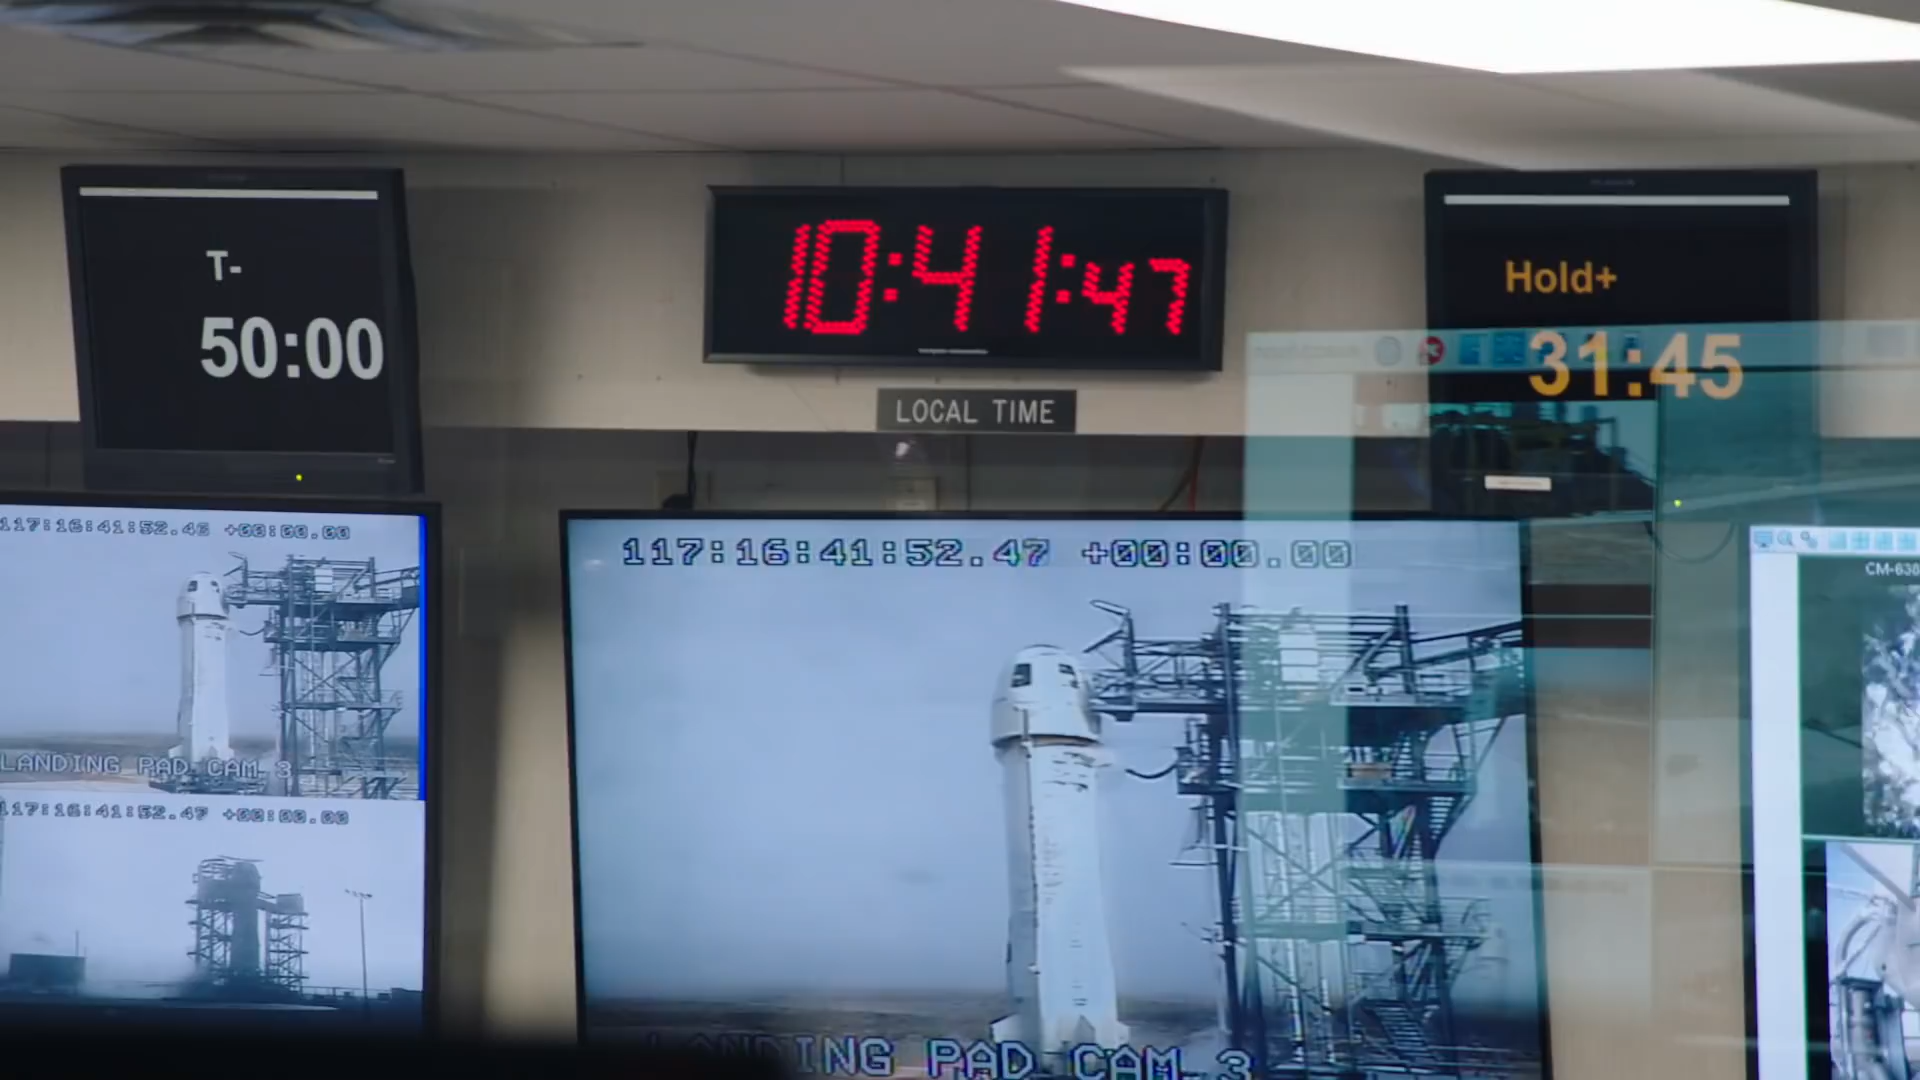 T-
50:00
10:41:47
LOCAL TIME
Hold+
31:45
117:16:41:52.46 +00:00.00
LANDING PAD CAM 3
117:16:41:52.47 +00:00.00
117:16:41:52.47 +00:00.00
LANDING PAD CAM 3
CM-638